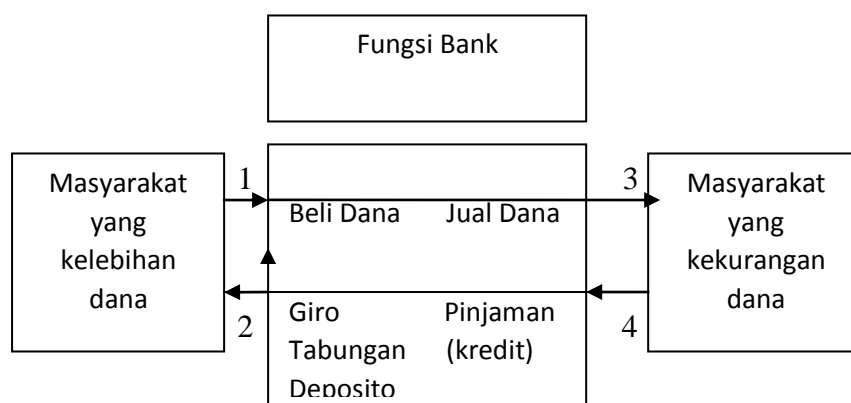 Fungsi Bank
Masyarakat
yang
kelebihan
dana
1
2
Beli Dana Jual Dana
Giro Pinjaman
Tabungan (kredit)
Deposito
3
4
Masyarakat
yang
kekurangan
dana